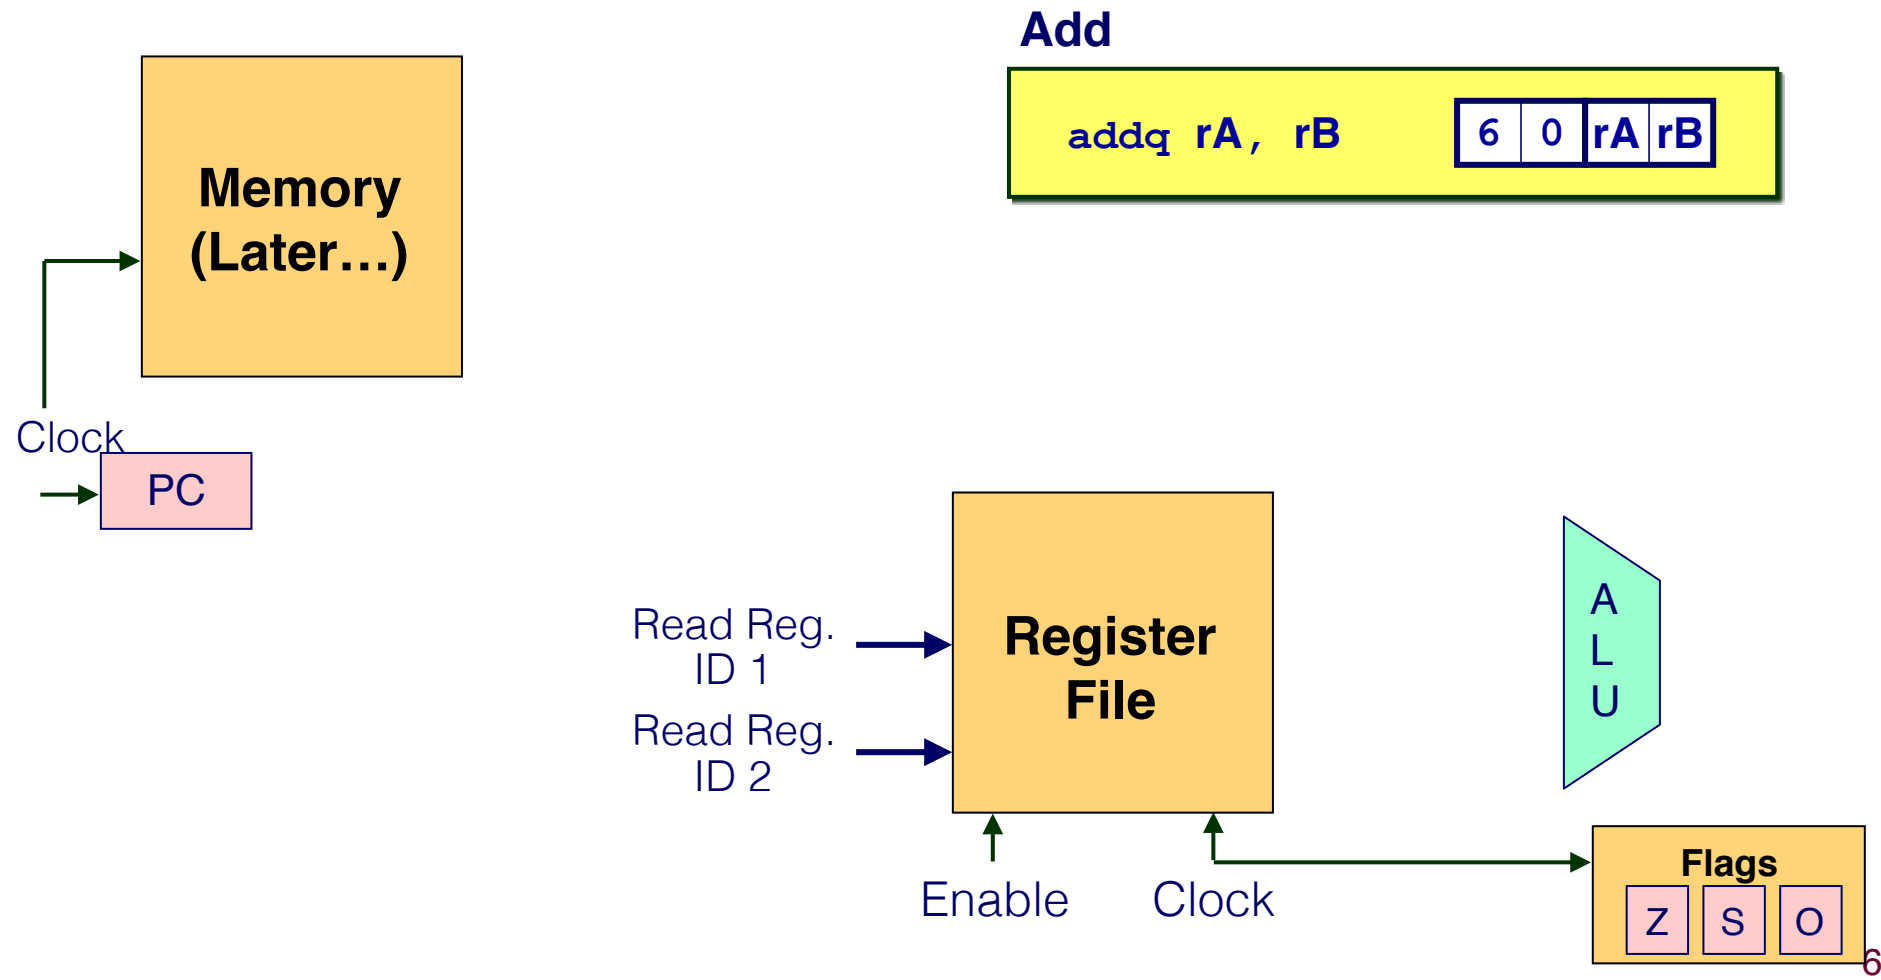 Add
addq rA, rB 6 0 rA rB
Memory
(Later…)
Clock
PC
Read Reg.
ID 1
Read Reg.
ID 2
Register
File
Enable
Clock
A
L
U
Flags
Z S O
6